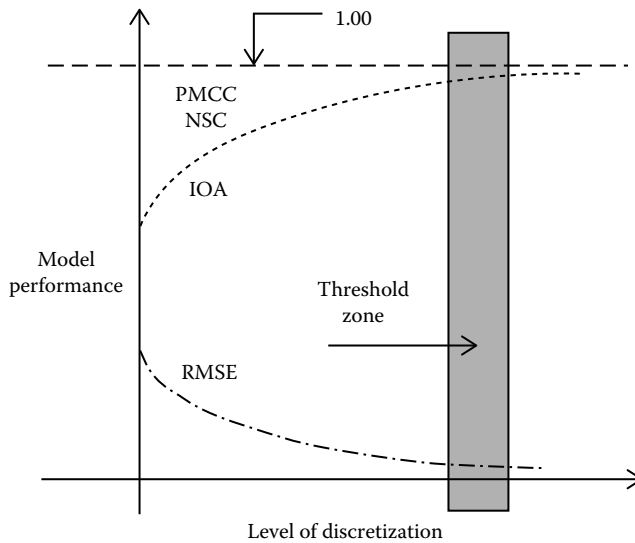 1.00
PMCC
NSC
IOA
Model
performance
Threshold
zone
RMSE
Level of discretization